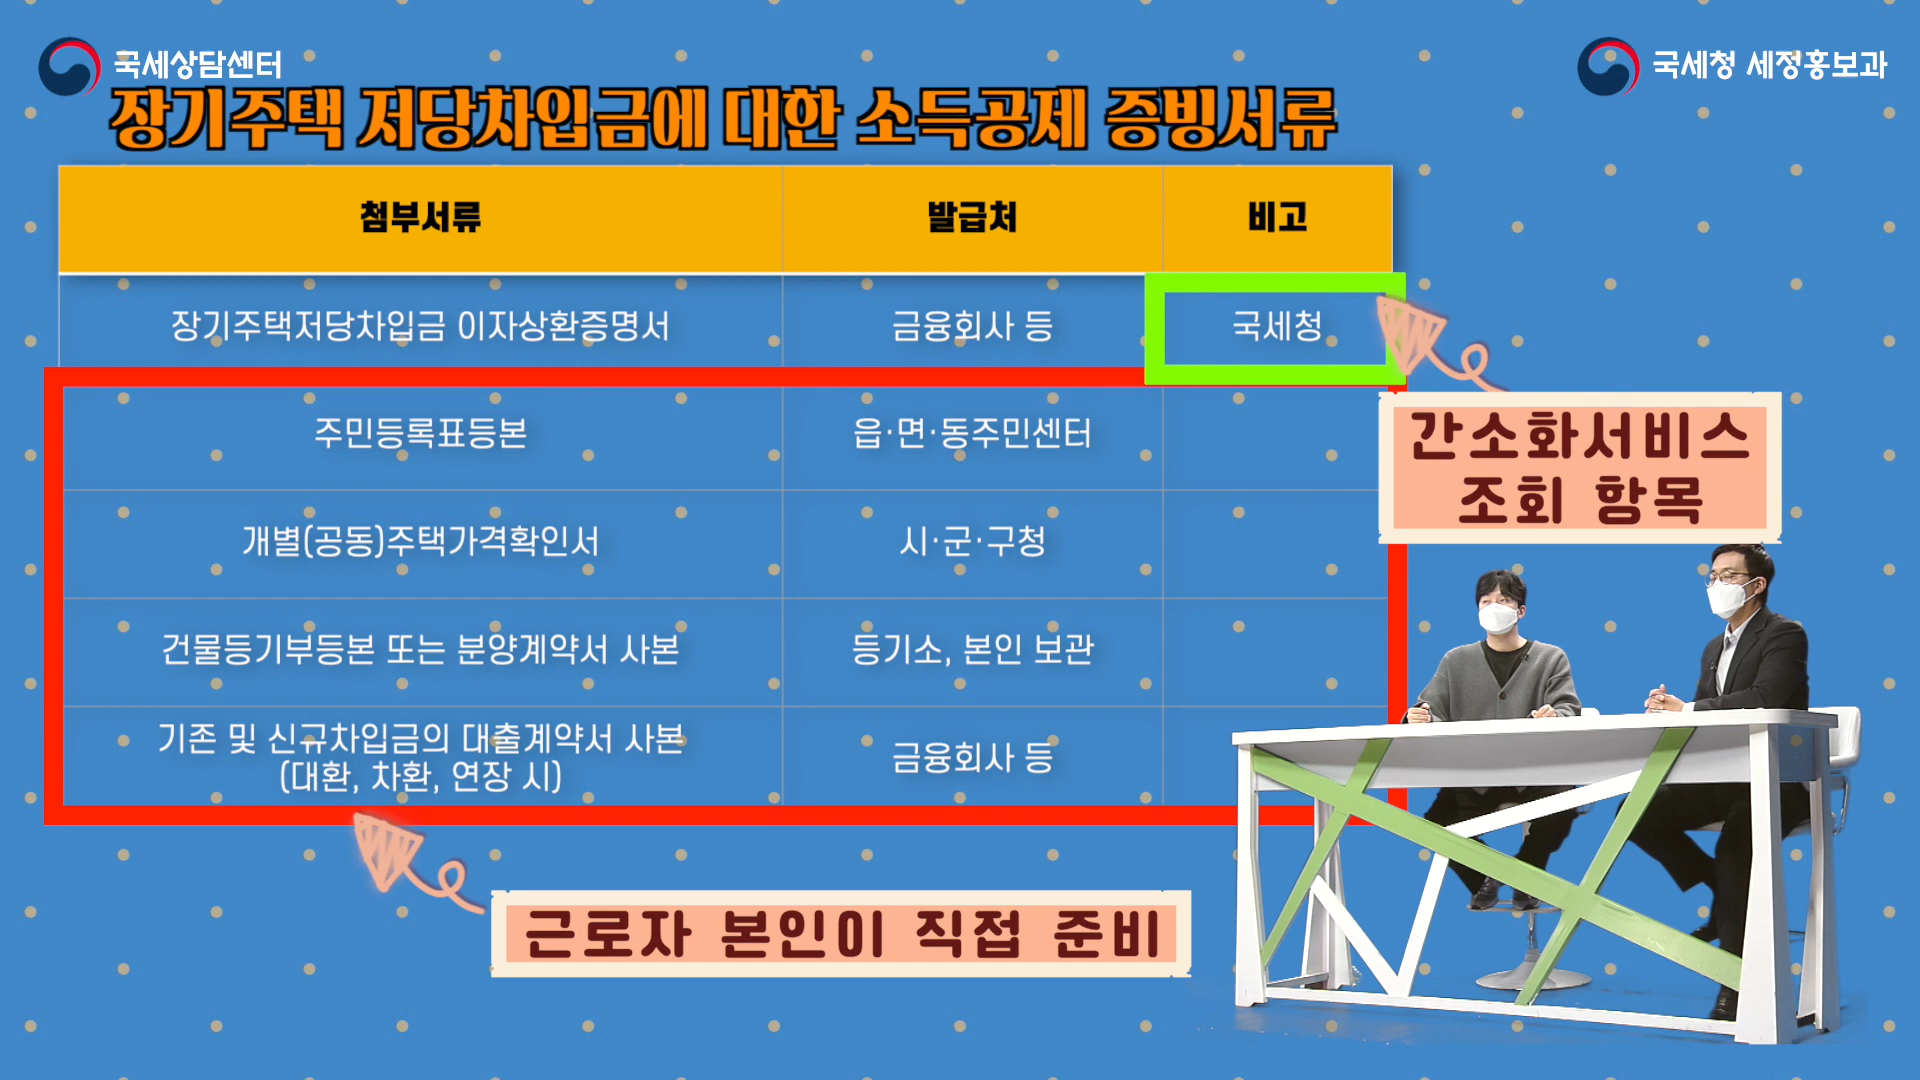 국세상담센터
국세청 세정홍보과
장기주택 저당차입금에 대한 소득공제 증빙서류
첨부서류 발급처 비고
장기주택저당차입금 이자상환증명서 금융회사 등 국세청
주민등록표등본 읍·면·동주민센터
개별(공동)주택가격확인서 시·군·구청
건물등기부등본 또는 분양계약서 사본 등기소, 본인 보관
기존 및 신규차입금의 대출계약서 사본
(대환, 차환, 연장 시) 금융회사 등
간소화서비스
조회 항목
근로자 본인이 직접 준비